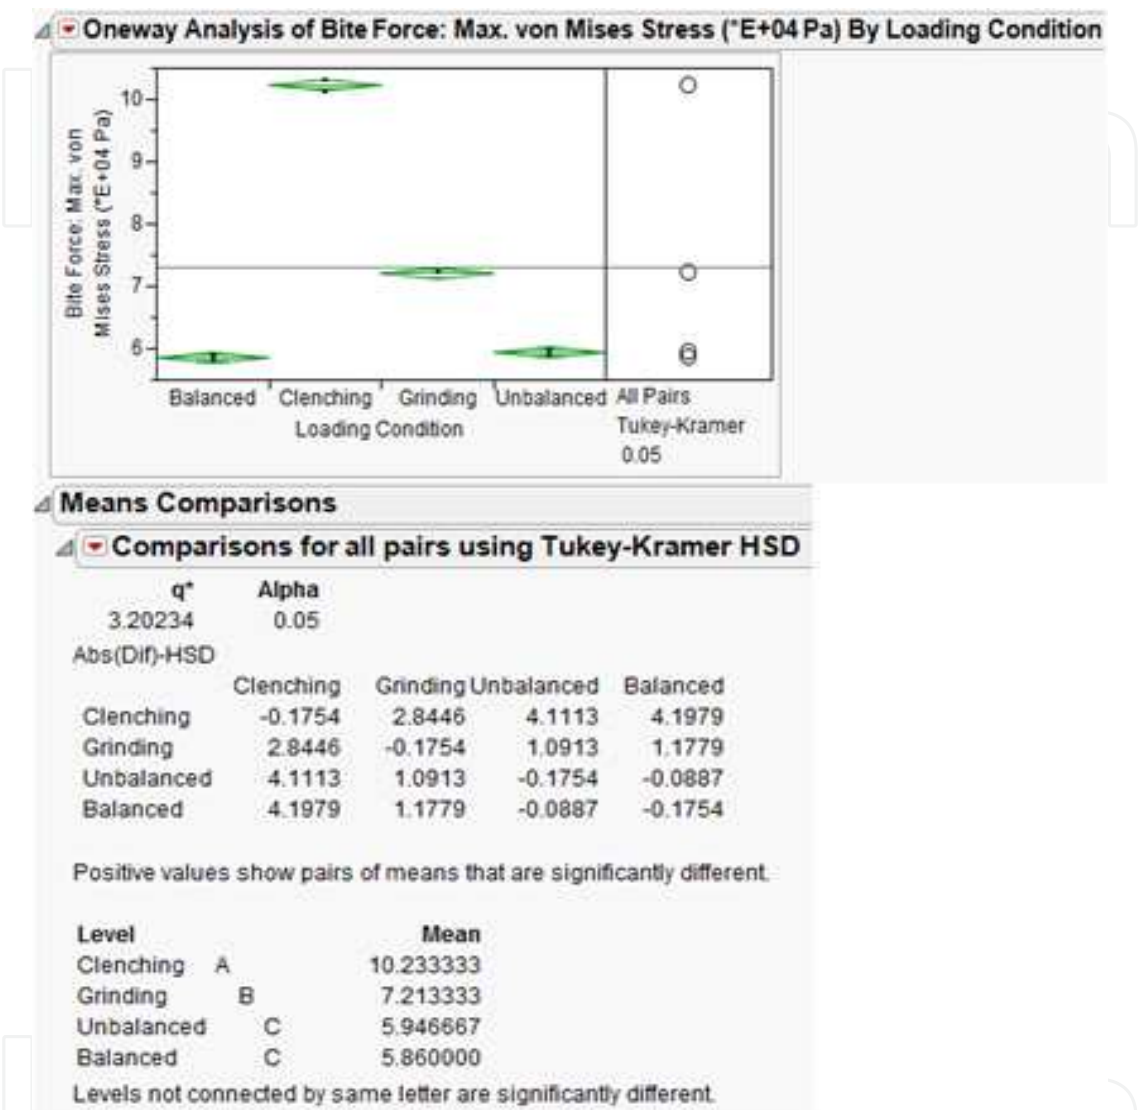 Oneway Analysis of Bite Force: Max. von Mises Stress (*E+04 Pa) By Loading Condition
Bite Force: Max. von
Mises Stress (*E+04 Pa)
10
9
8
7
6
Balanced Clenching Grinding Unbalanced All Pairs
Loading Condition Tukey-Kramer
0.05
Means Comparisons
Comparisons for all pairs using Tukey-Kramer HSD
q* Alpha
3.20234 0.05
Abs(Dif)-HSD
Clenching Grinding Unbalanced Balanced
Clenching -0.1754 2.8446 4.1113 4.1979
Grinding 2.8446 -0.1754 1.0913 1.1779
Unbalanced 4.1113 1.0913 -0.1754 -0.0887
Balanced 4.1979 1.1779 -0.0887 -0.1754
Positive values show pairs of means that are significantly different.
Level Mean
Clenching A 10.233333
Grinding B 7.213333
Unbalanced C 5.946667
Balanced C 5.860000
Levels not connected by same letter are significantly different.